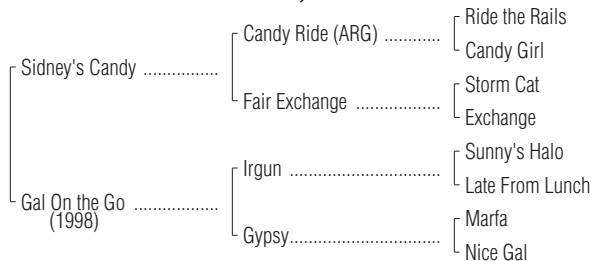 Ride the Rails
Candy Ride (ARG) ............
Candy Girl
Sidney's Candy ................
Storm Cat
Fair Exchange ..................
Exchange
Sunny's Halo
Irgun ................................
Late From Lunch
Gal On the Go ..................
(1998)
Marfa
Gypsy................................
Nice Gal